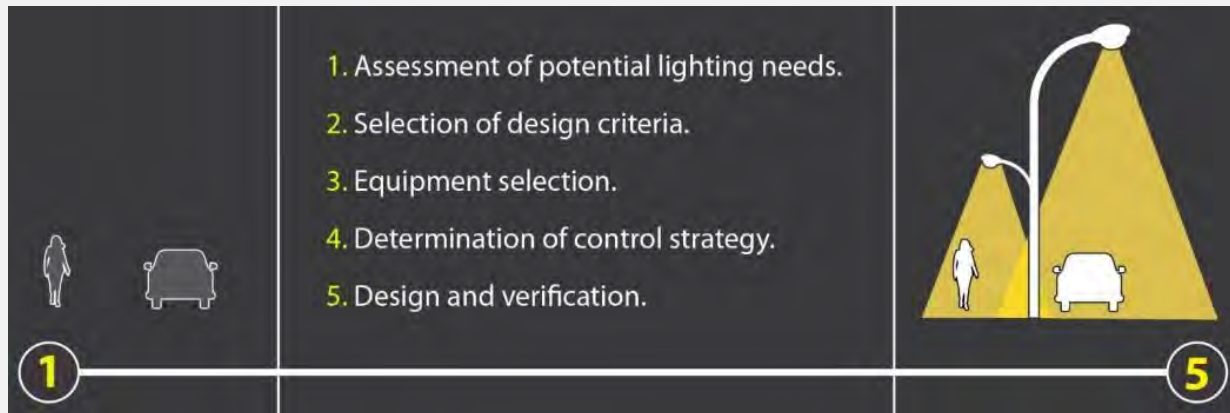 1. Assessment of potential lighting needs.
2. Selection of design criteria.
3. Equipment selection.
4. Determination of control strategy.
5. Design and verification.
1
5